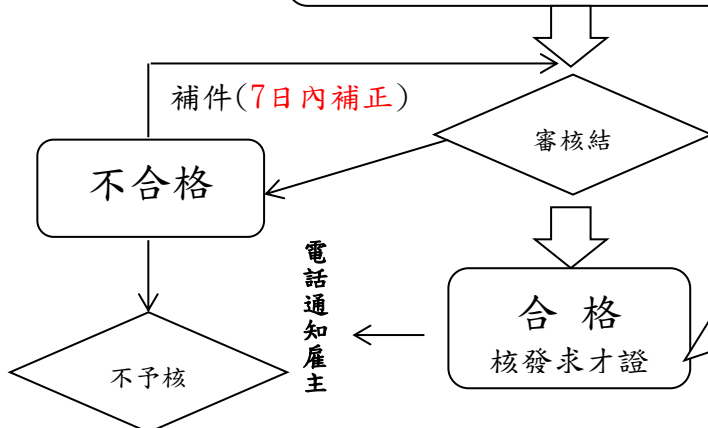 補件(7日內補正)
審核結
不合格
電話通知雇主
合 格
核發求才證
不予核